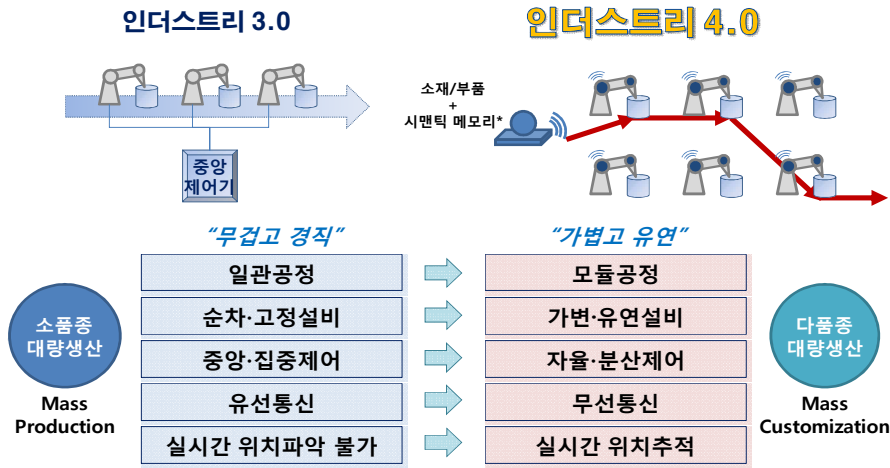 인더스트리 3.0
인더스트리 4.0
중앙
제어기
소재/부품
+
시맨틱 메모리*
“무겁고 경직”
“가볍고 유연”
소품종
대량생산
Mass
Production
일관공정
모듈공정
순차·고정설비
가변·유연설비
중앙·집중제어
자율·분산제어
유선통신
무선통신
실시간 위치파악 불가
실시간 위치추적
다품종
대량생산
Mass
Customization